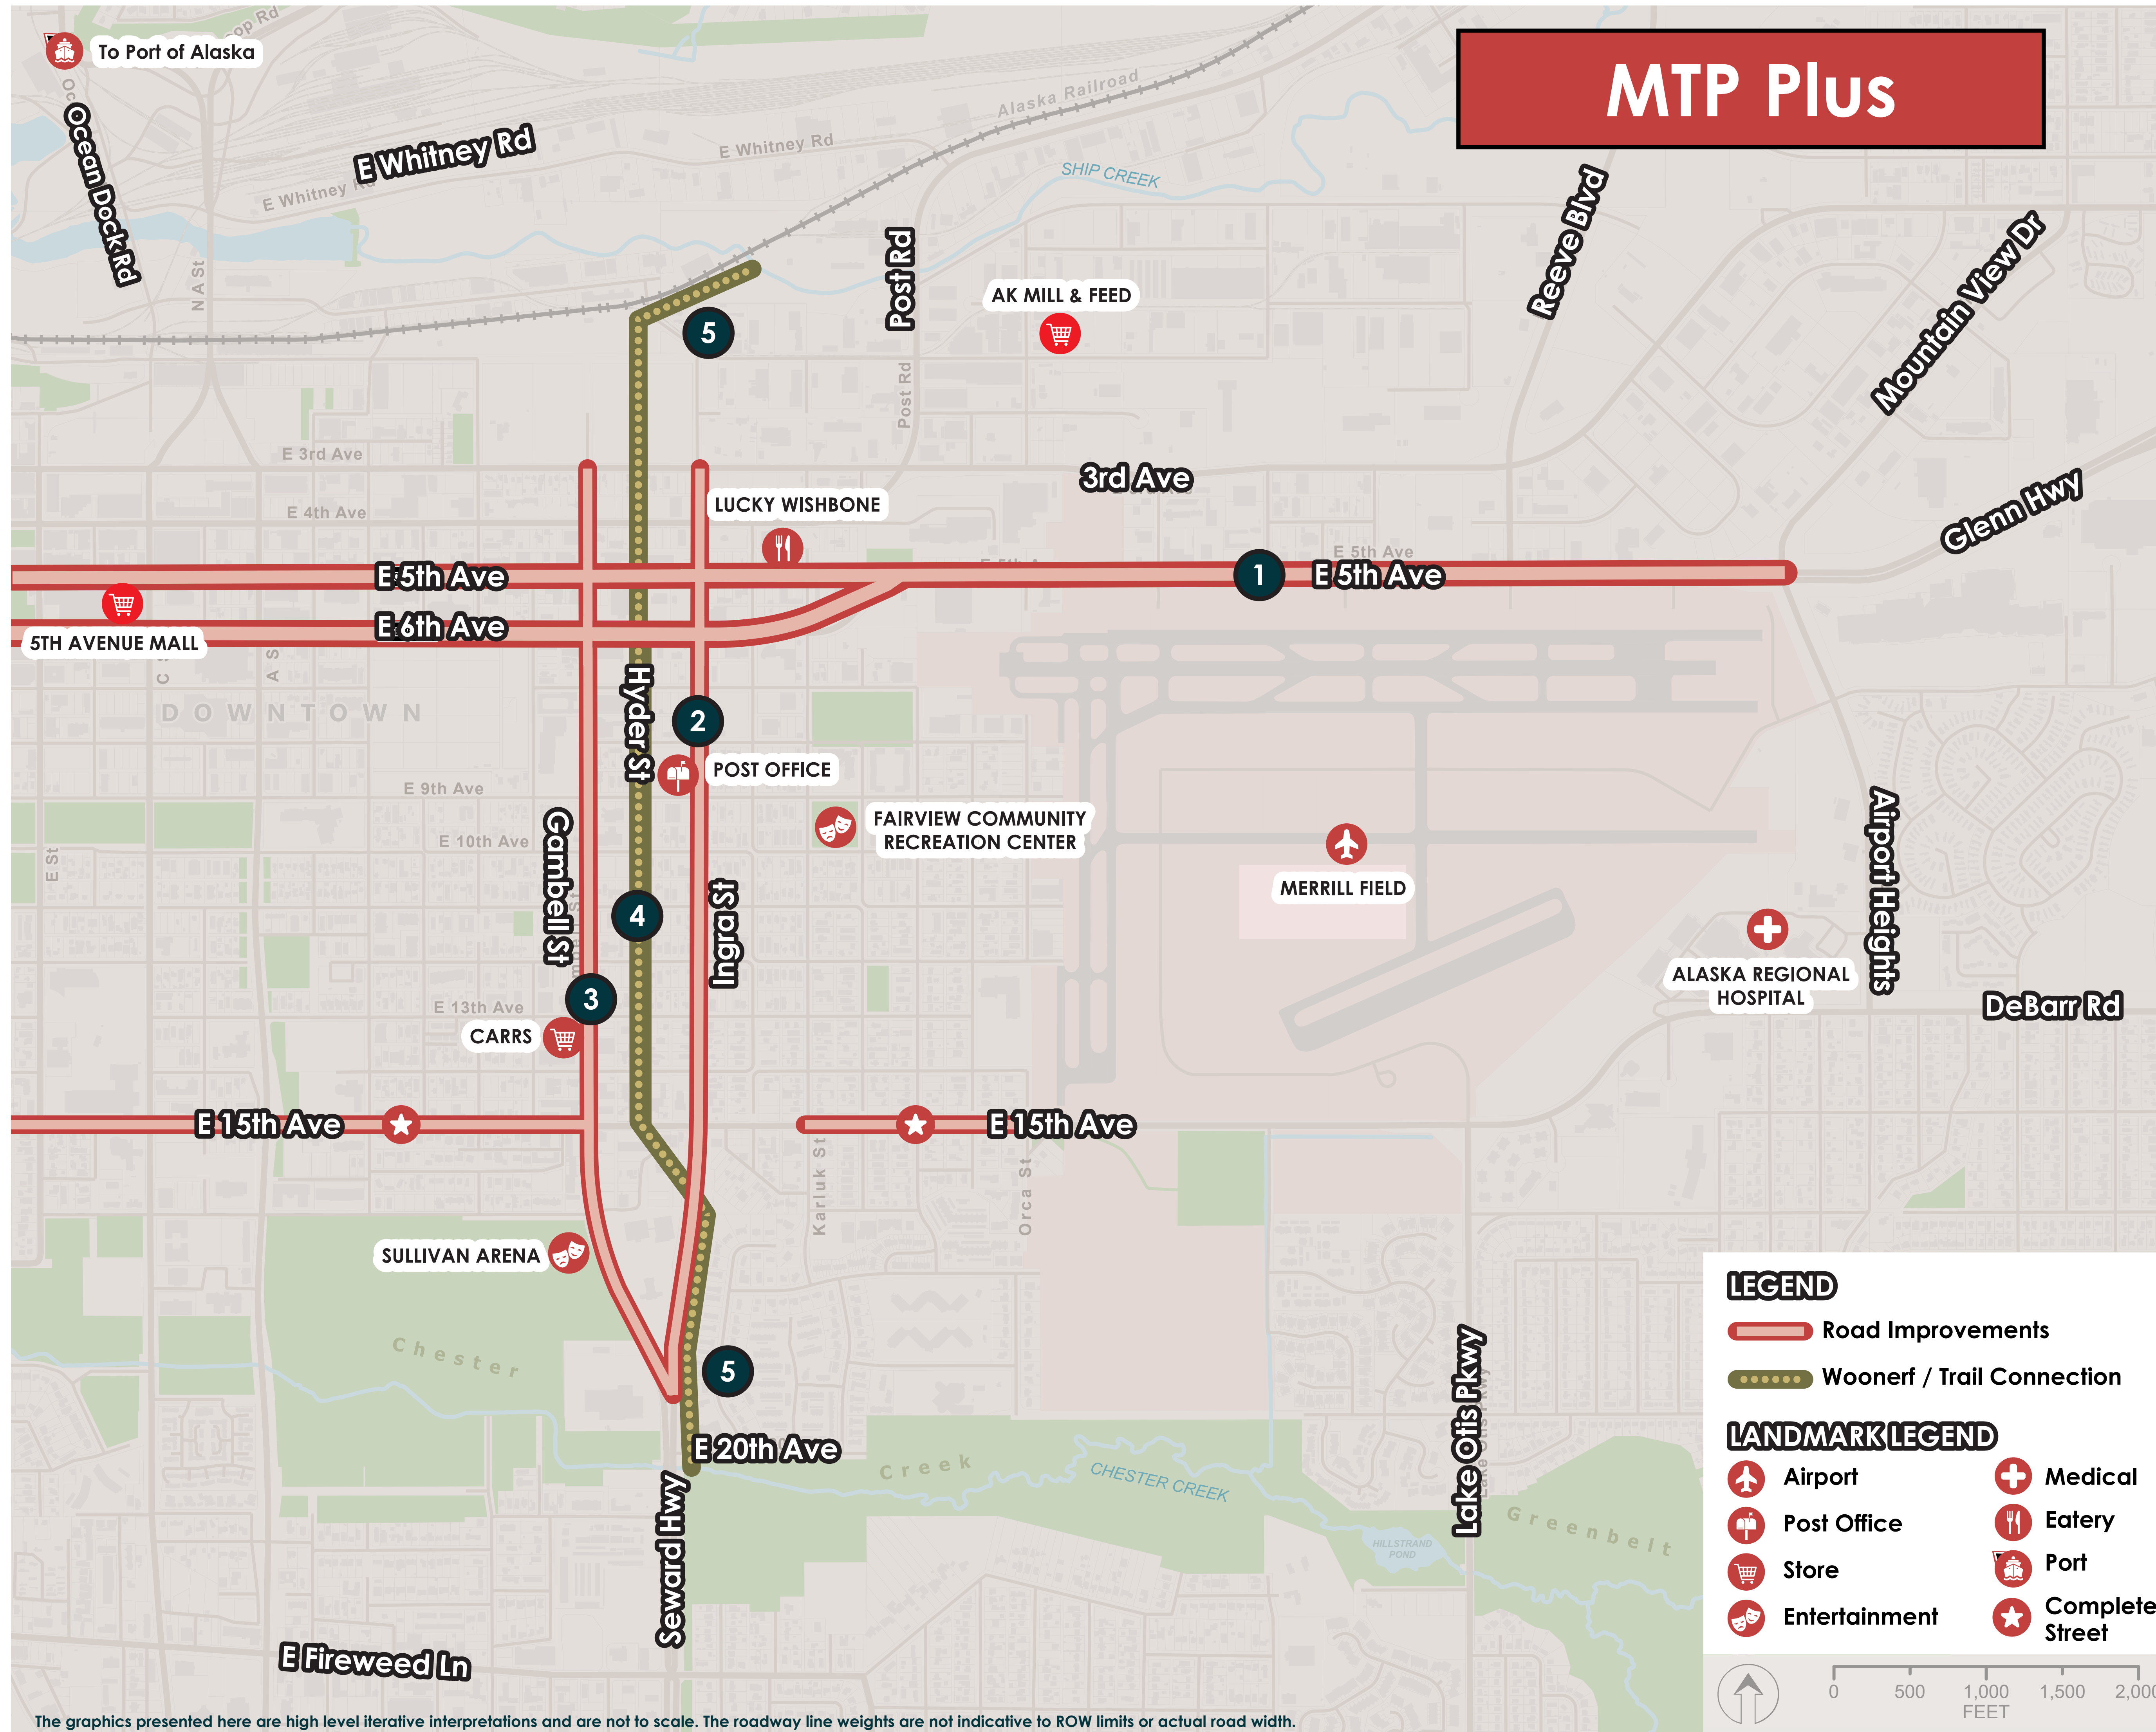 MTP Plus
To Port of Alaska
Ocean Dock Rd
E Whitney Rd
E Whitney Rd
E Whitney Rd
Alaska Railroad
SHIP CREEK
N A St
Post Rd
Post Rd
AK MILL & FEED
Reeve Blvd
Mountain View Dr
Glenn Hwy
5
E 3rd Ave
3rd Ave
E 4th Ave
LUCKY WISHBONE
E 5th Ave
E 5th Ave
1
E 5th Ave
5TH AVENUE MALL
E 6th Ave
DOWNTOWN
Hyder St
2
POST OFFICE
E 9th Ave
E 10th Ave
E St
FAIRVIEW COMMUNITY
RECREATION CENTER
MERRILL FIELD
Gambell St
4
Ingra St
3
E 13th Ave
CARRS
ALASKA REGIONAL
HOSPITAL
Airport Heights
DeBarr Rd
E 15th Ave
E 15th Ave
Karluk St
Orca St
SULLIVAN ARENA
Chester
5
E 20th Ave
Creek
CHESTER CREEK
Lake Otis Pkwy
Greenbelt
HILLSTRAND
POND
Seward Hwy
E Fireweed Ln
LEGEND
Road Improvements
Woonerf / Trail Connection
LANDMARK LEGEND
Airport
Post Office
Store
Entertainment
Medical
Eatery
Port
Complete
Street
0 500 1,000 1,500
FEET
The graphics presented here are high level iterative interpretations and are not to scale. The roadway line weights are not indicative to ROW limits or actual road width.